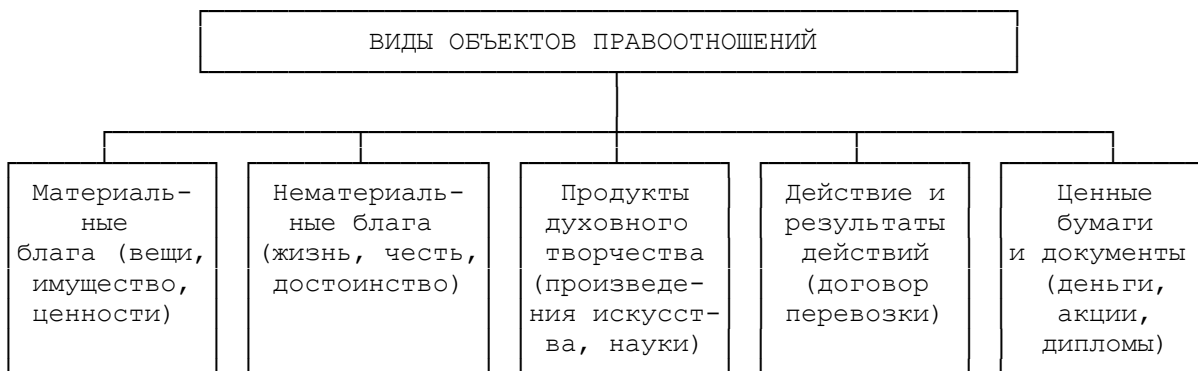 ВИДЫ ОБЪЕКТОВ ПРАВООТНОШЕНИЙ
Материаль-
ные
блага (вещи,
имущество,
ценности)
Нематериаль-
ные блага
(жизнь, честь,
достоинство)
Продукты
духовного
творчества
(произведе-
ния искусст-
ва, науки)
Действие и
результаты
действий
(договор
перевозки)
Ценные
бумаги
и документы
(деньги,
акции,
дипломы)